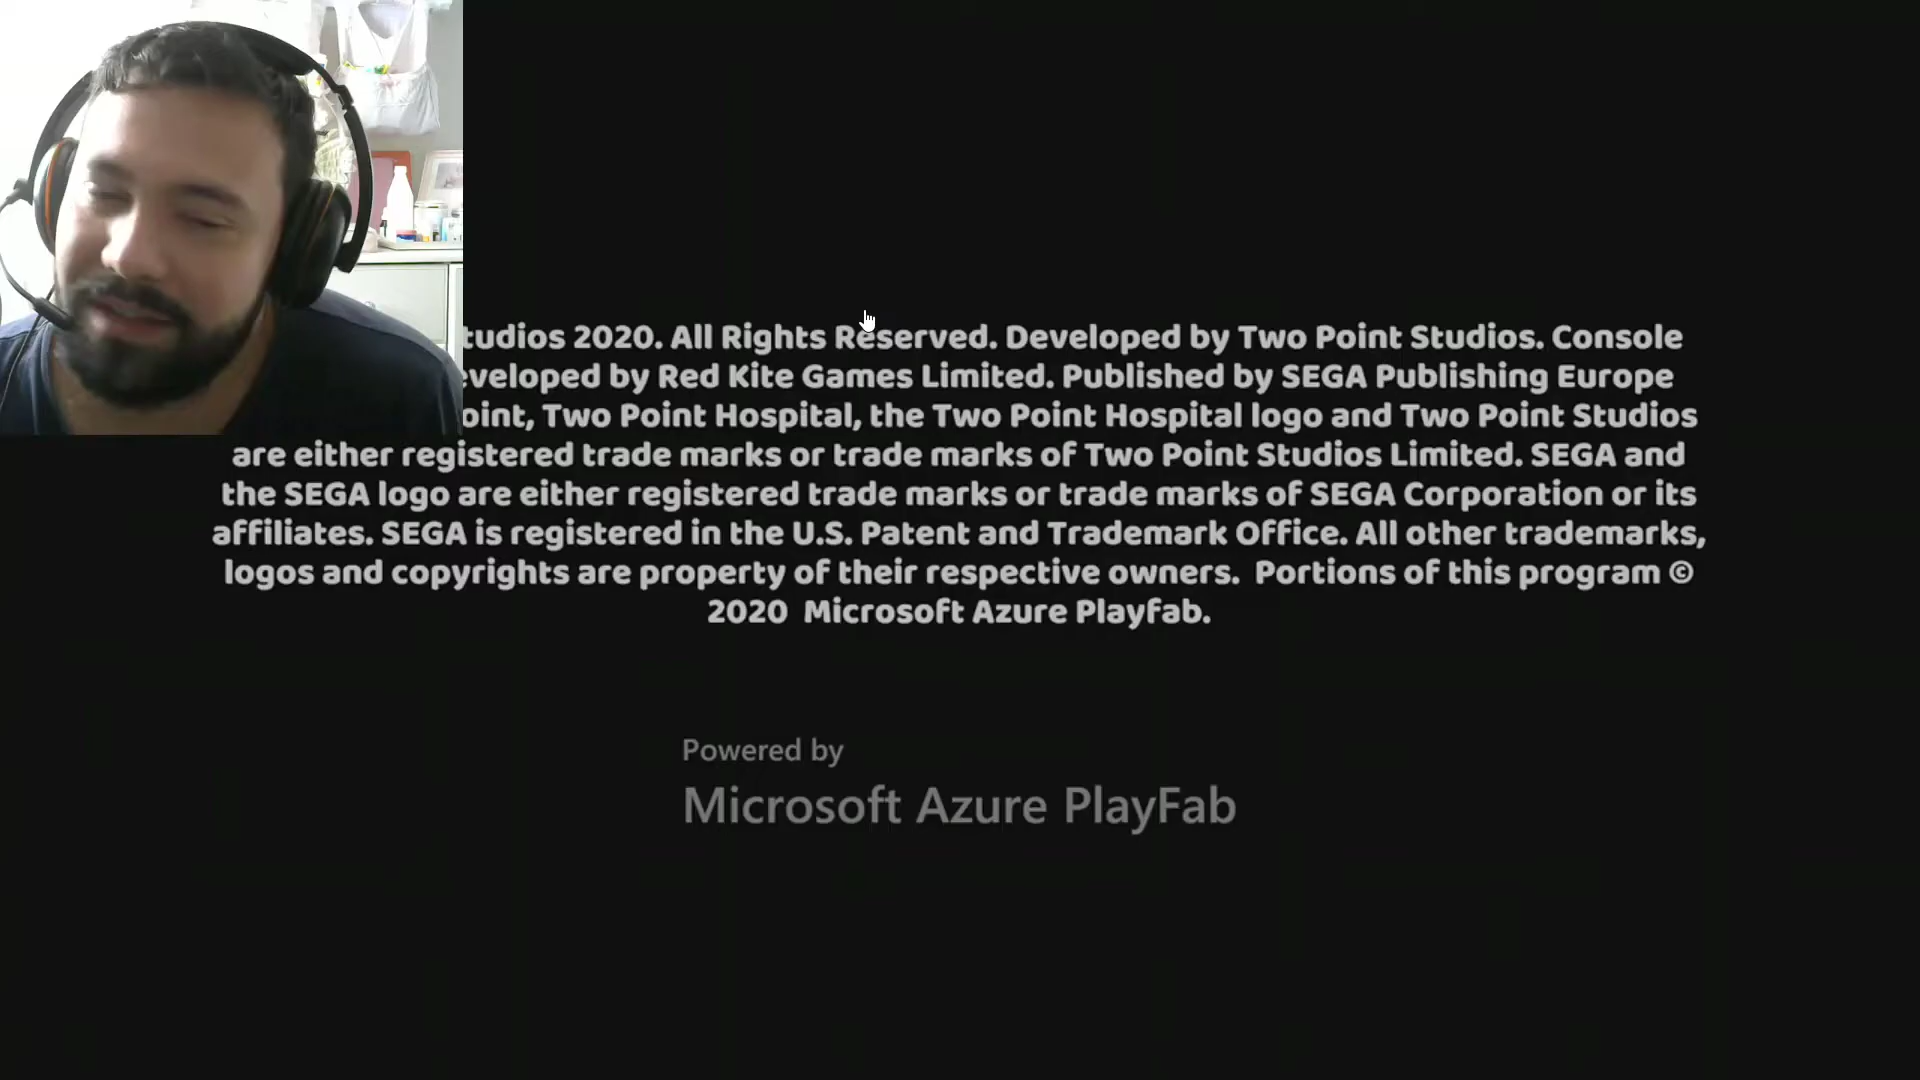 2020. All Rights Reserved. Developed by Two Point Studios. Console
by Red Kite Games Limited. Published by SEGA Publishing Europe
Two Point Hospital, the Two Point Hospital logo and Two Point Studios
are either registered trade marks or trade marks of Two Point Studios Limited. SEGA and
the SEGA logo are either registered trade marks or trade marks of SEGA Corporation or its
affiliates. SEGA is registered in the U.S. Patent and Trademark Office. All other trademarks,
logos and copyrights are property of their respective owners. Portions of this program ©
2020 Microsoft Azure Playfab.
Powered by
Microsoft Azure PlayFab